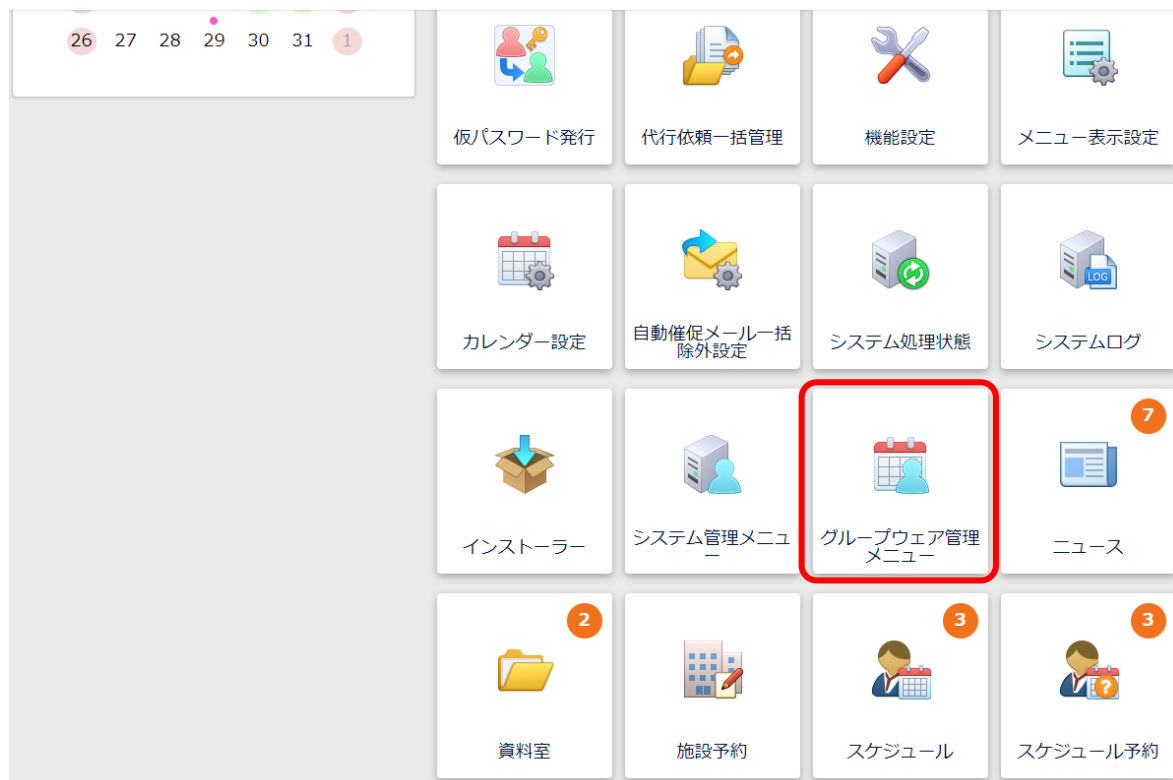 26 27 28 29 30 31 1
仮パスワード発行
代行依頼一括管理
機能設定
メニュー表示設定
カレンダー設定
自動催促メール一括
除外設定
システム処理状態
LOG
システムログ
インストーラー
システム管理メニュ
ー
グループウェア管理
メニュー
7
ニュース
2
資料室
施設予約
3
スケジュール
3
?
スケジュール予約